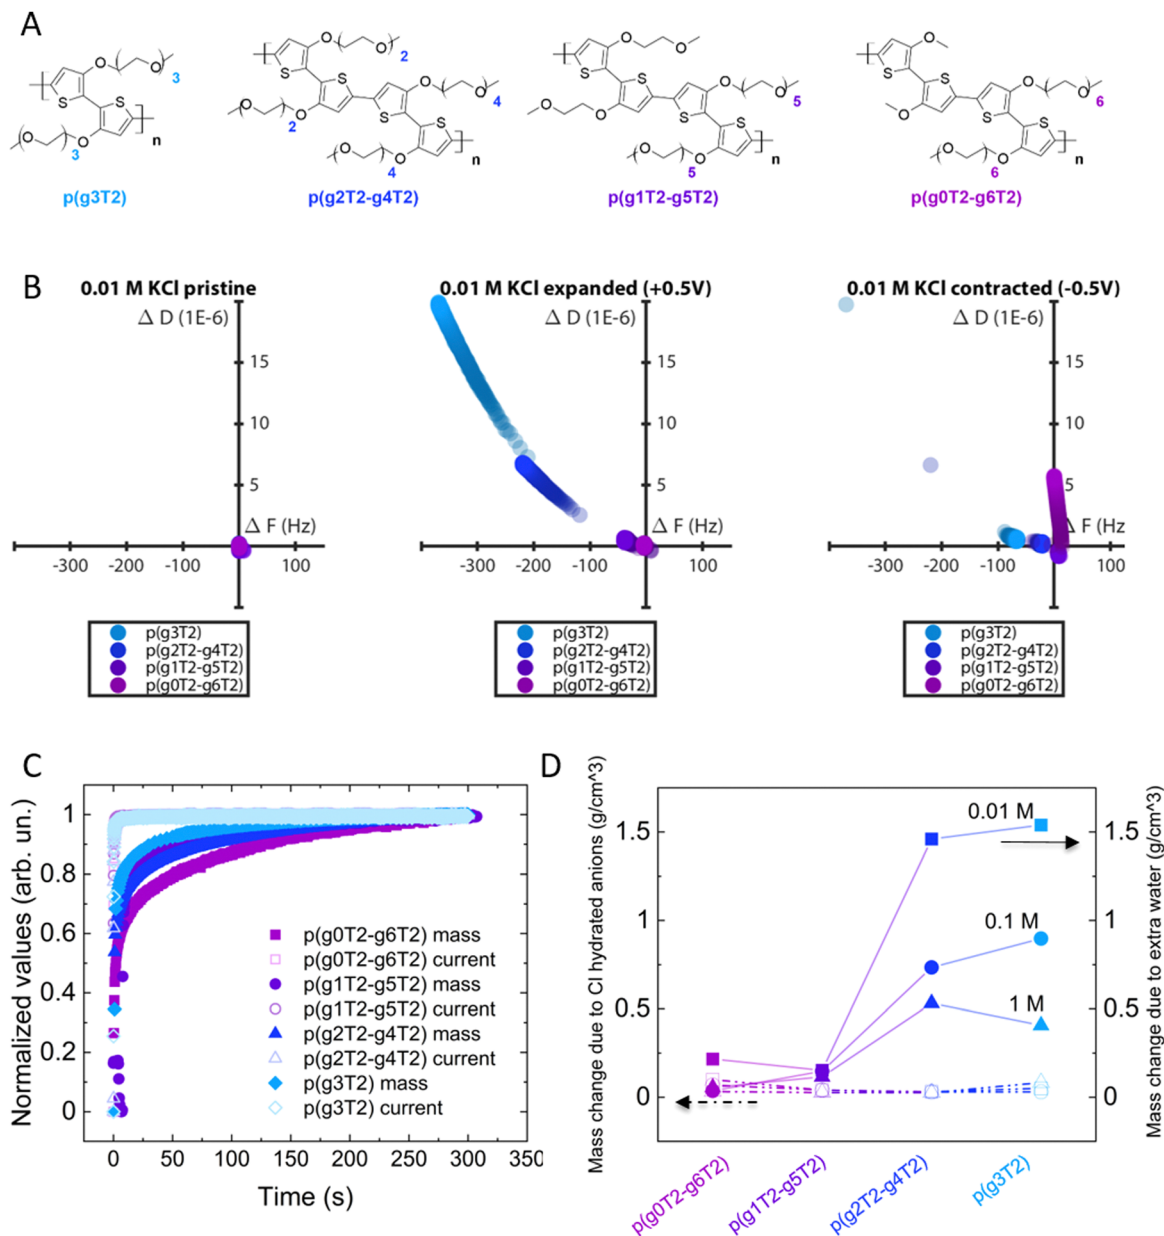 A
3
3
n
p(g3T2)
2
2
4
4
n
p(g2T2-g4T2)
5
5
n
p(g1T2-g5T2)
6
6
n
p(g0T2-g6T2)
B
0.01 M KCl pristine
Δ D (1E-6)
15
10
5
Δ F (Hz)
-300 -200 -100 100
p(g3T2)
p(g2T2-g4T2)
p(g1T2-g5T2)
p(g0T2-g6T2)
0.01 M KCl expanded (+0.5V)
Δ D (1E-6)
15
10
5
Δ F (Hz)
-300 -200 -100 100
p(g3T2)
p(g2T2-g4T2)
p(g1T2-g5T2)
p(g0T2-g6T2)
0.01 M KCl contracted (-0.5V)
Δ D (1E-6)
15
10
5
F (Hz)
-300 -200 -100 100
p(g3T2)
p(g2T2-g4T2)
p(g1T2-g5T2)
p(g0T2-g6T2)
C
Normalized values (arb. un.)
1
0.8
0.6
0.4
0.2
0
p(g0T2-g6T2) mass
p(g0T2-g6T2) current
p(g1T2-g5T2) mass
p(g1T2-g5T2) current
p(g2T2-g4T2) mass
p(g2T2-g4T2) current
p(g3T2) mass
p(g3T2) current
0 50 100 150 200 250 300 35
Time (s)
D
Mass change due to Cl hydrated anions (g/cm^3)
1.5
1
0.5
0
0.01 M
0.1 M
1 M
1.5
1
0.5
0
Mass change due to extra water (g/cm^3)
p(g0T2-g6T2)
p(g1T2-g5T2)
p(g2T2-g4T2)
p(g3T2)